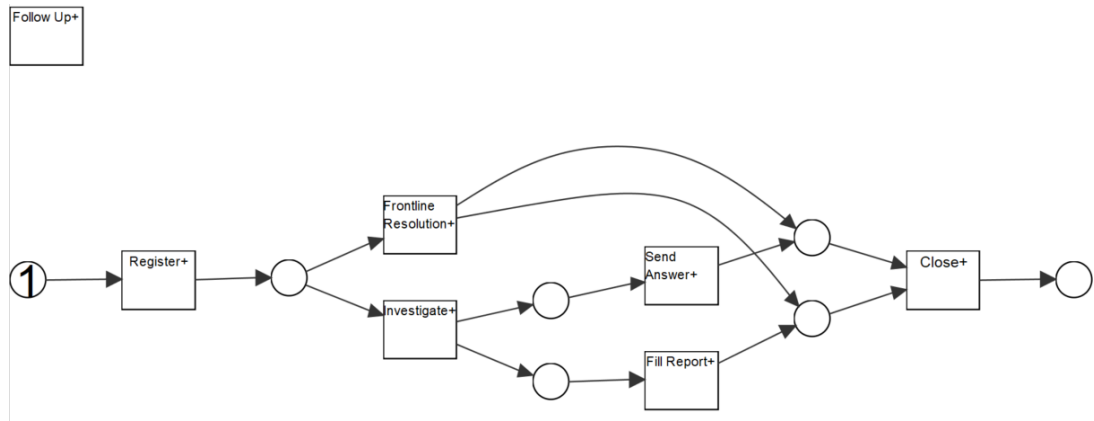 Follow Up+
Frontline
Resolution+
Register+
1
Send
Answer+
Close+
Investigate+
Fill Report+